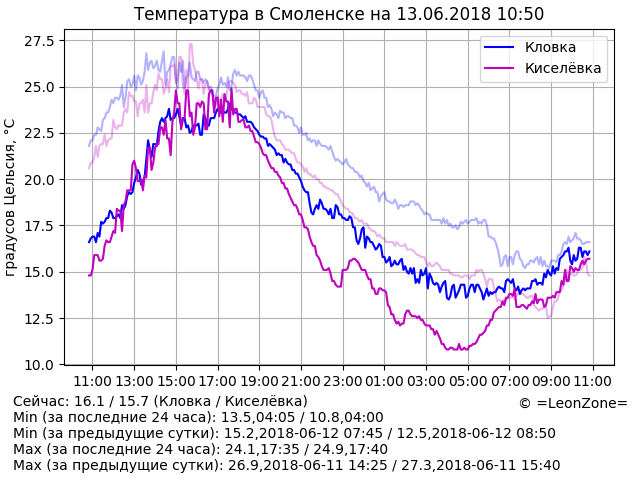 Температура в Смоленске на 13.06.2018 10:50
27.5
25.0
22.5
20.0
17.5
15.0
12.5
10.0
градусов Цельсия, °C
Кловка
Киселёвка
11:00 13:00 15:00 17:00 19:00 21:00 23:00 01:00 03:00 05:00 07:00 09:00 11:00
Сейчас: 16.1 / 15.7 (Кловка / Киселёвка)
© =LeonZone=
Min (за последние 24 часа): 13.5,04:05 / 10.8,04:00
Min (за предыдущие сутки): 15.2,2018-06-12 07:45 / 12.5,2018-06-12 08:50
Max (за последние 24 часа): 24.1,17:35 / 24.9,17:40
Max (за предыдущие сутки): 26.9,2018-06-11 14:25 / 27.3,2018-06-11 15:40